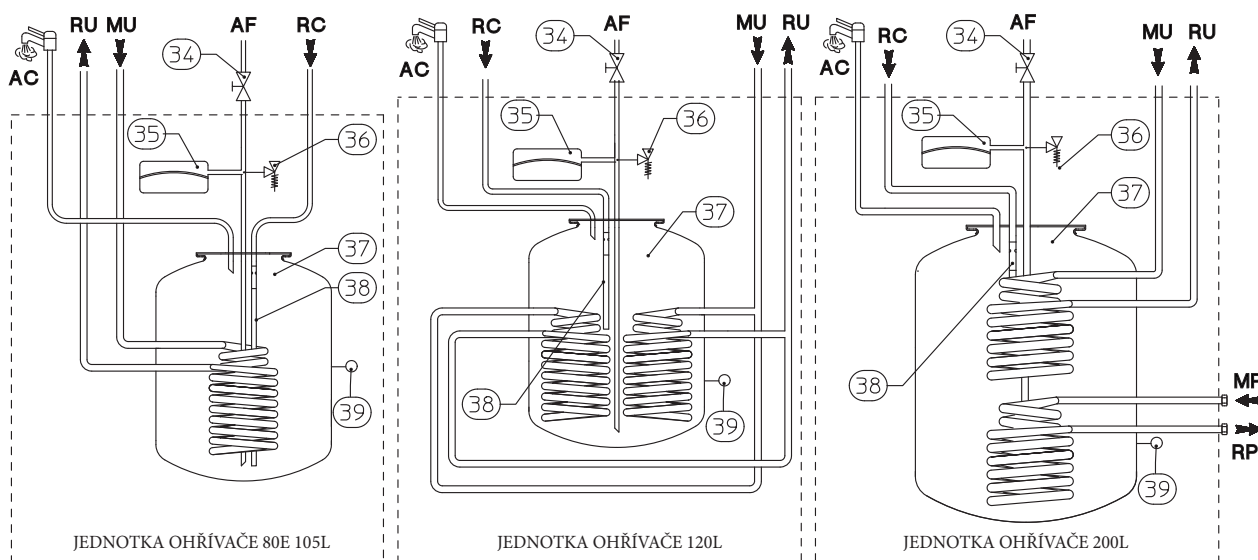 AC
RU MU AF RC
34
35
36
37
38
39
JEDNOTKA OHŘÍVAČE 80E 105L
AC
RC AF MU RU
34
35
36
37
38
39
JEDNOTKA OHŘÍVAČE 120L
AC
RC AF MU RU
34
35
36
37
38
39
MP
RP
JEDNOTKA OHŘÍVAČE 200L